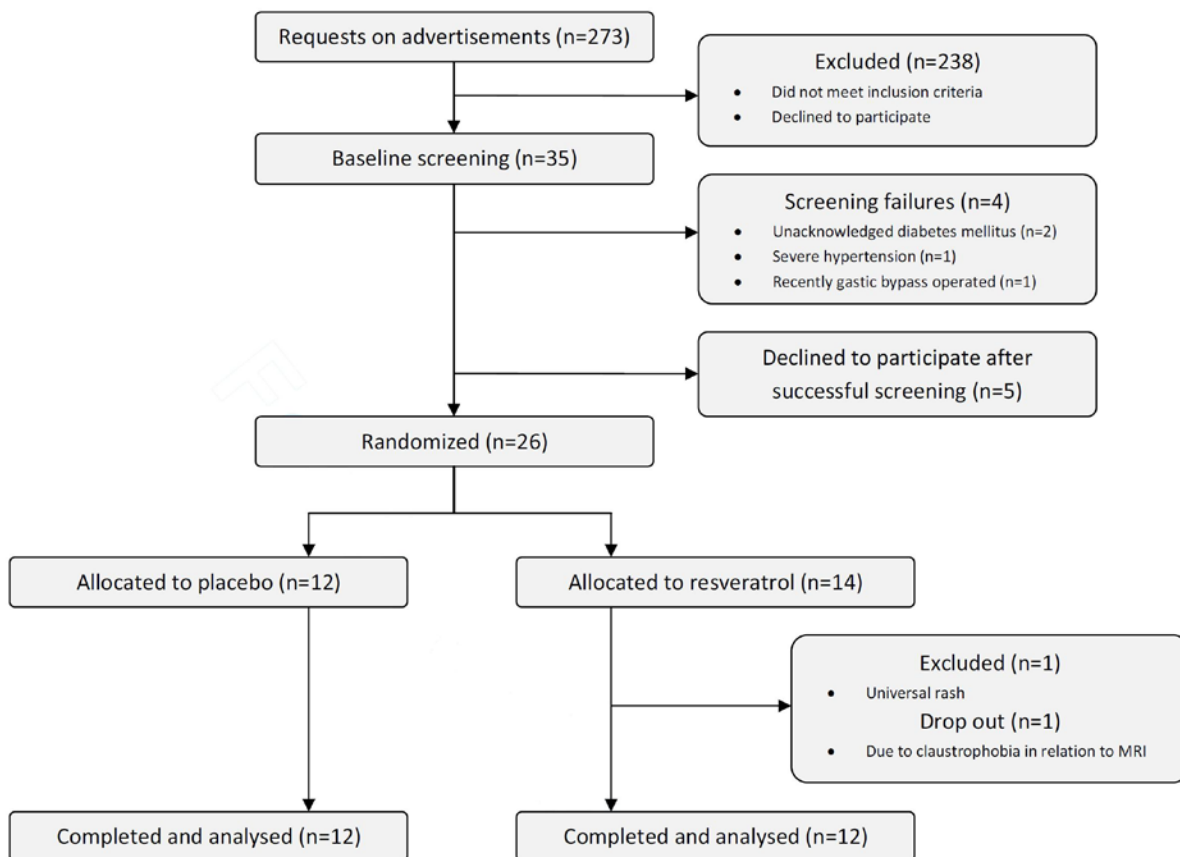 Requests on advertisements (n=273)
Excluded (n=238)
• Did not meet inclusion criteria
• Declined to participate
Baseline screening (n=35)
Screening failures (n=4)
• Unacknowledged diabetes mellitus (n=2)
• Severe hypertension (n=1)
• Recently gastic bypass operated (n=1)
Declined to participate after
successful screening (n=5)
Randomized (n=26)
Allocated to placebo (n=12)
Allocated to resveratrol (n=14)
Excluded (n=1)
• Universal rash
Drop out (n=1)
• Due to claustrophobia in relation to MRI
Completed and analysed (n=12)
Completed and analysed (n=12)